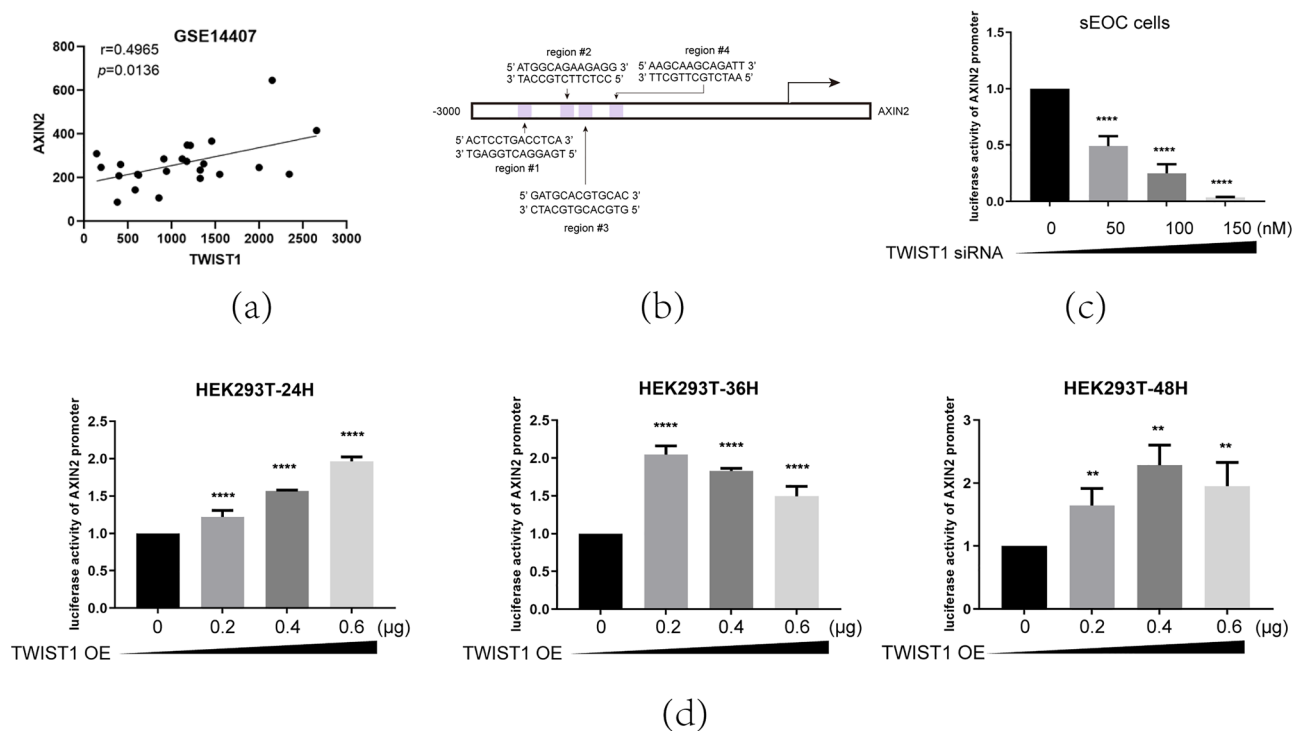 GSE14407
r=0.4965
p=0.0136
AXIN2
800
600
400
200
0
0 500 1000 1500 2000 2500 3000
TWIST1
(a)
region #2
5' ATGGCAGAAGAGG 3'
3' TACCGTCTTCTCC 5'
region #4
5' AAGCAAGCAGATT 3'
3' TTCGTTCGTCTAA 5'
-3000
AXIN2
5' ACTCCTGACCTCA 3'
3' TGAGGTCAGGAGT 5'
region #1
5' GATGCACGTGCAC 3'
3' CTACGTGCACGTG 5'
region #3
(b)
sEOC cells
luciferase activity of AXIN2 promoter
1.5
1.0
0.5
0.0
****
****
****
0 50 100 150 (nM)
TWIST1 siRNA
(c)
HEK293T-24H
luciferase activity of AXIN2 promoter
2.5
2.0
1.5
1.0
0.5
0.0
****
****
****
0 0.2 0.4 0.6 (μg)
TWIST1 OE
HEK293T-36H
luciferase activity of AXIN2 promoter
2.5
2.0
1.5
1.0
0.5
0.0
****
****
****
0 0.2 0.4 0.6 (μg)
TWIST1 OE
HEK293T-48H
luciferase activity of AXIN2 promoter
3
2
1
0
**
**
**
0 0.2 0.4 0.6 (μg)
TWIST1 OE
(d)